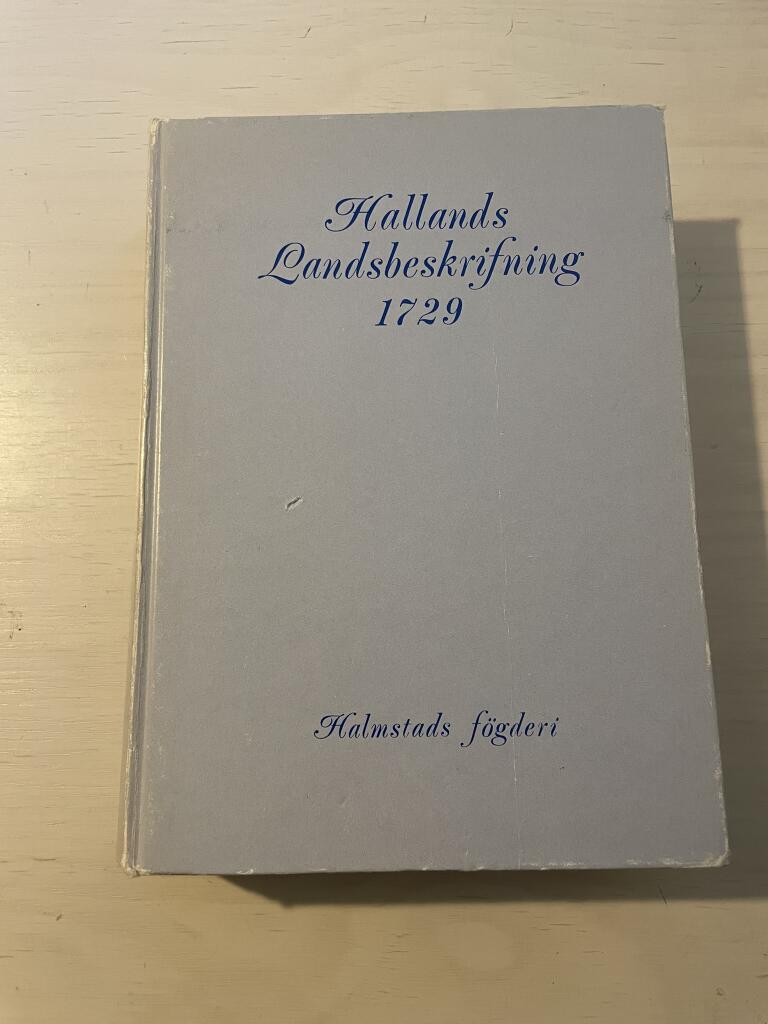 Hallands
Landsbeskrifning
1729
Halmstads fögderi